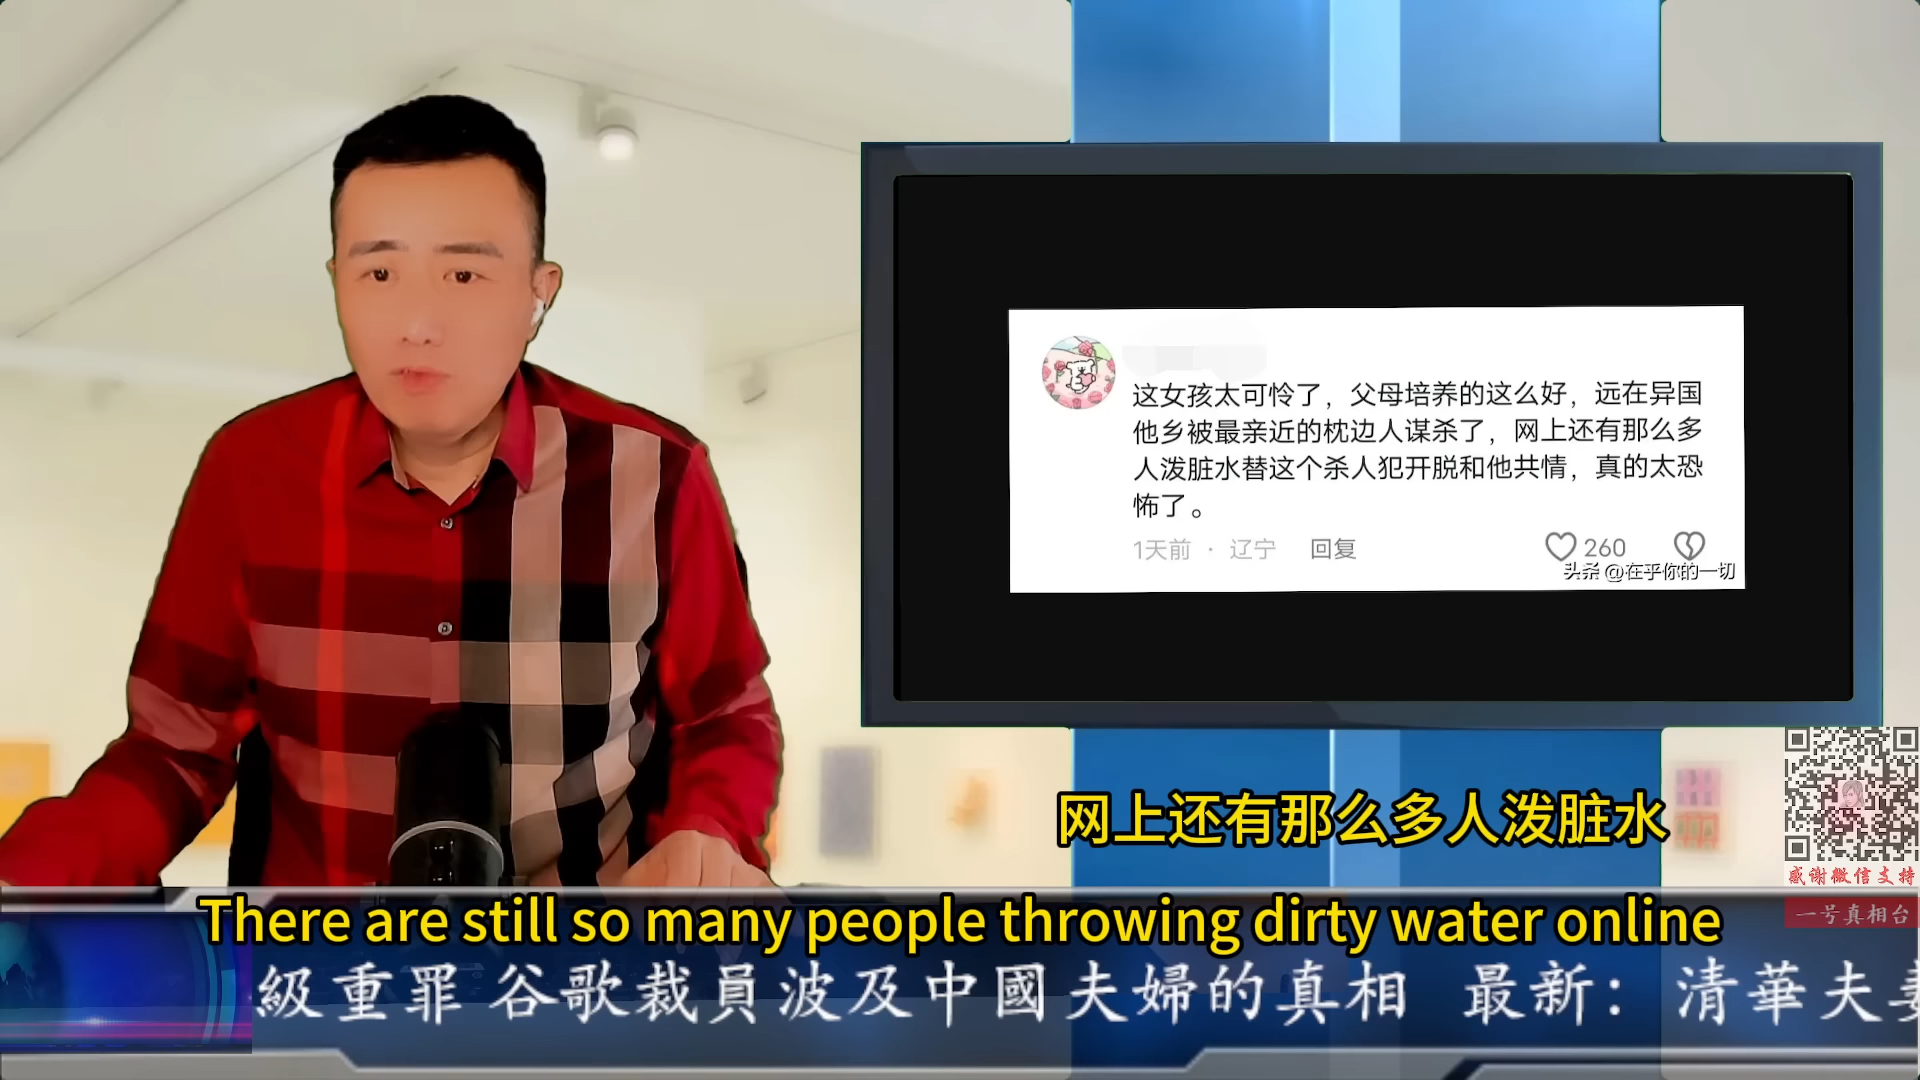 这女孩太可怜了，父母培养的这么好，远在异国
他乡被最亲近的枕边人谋杀了，网上还有那么多
人泼脏水替这个杀人犯开脱和他共情，真的太恐
怖了。
1天前 · 辽宁 回复
260
头条 @在乎你的一切
网上还有那么多人泼脏水
感谢微信支持
一号真相台
There are still so many people throwing dirty water online
級重罪 谷歌裁員波及中國夫婦的真相 最新：清華夫妻